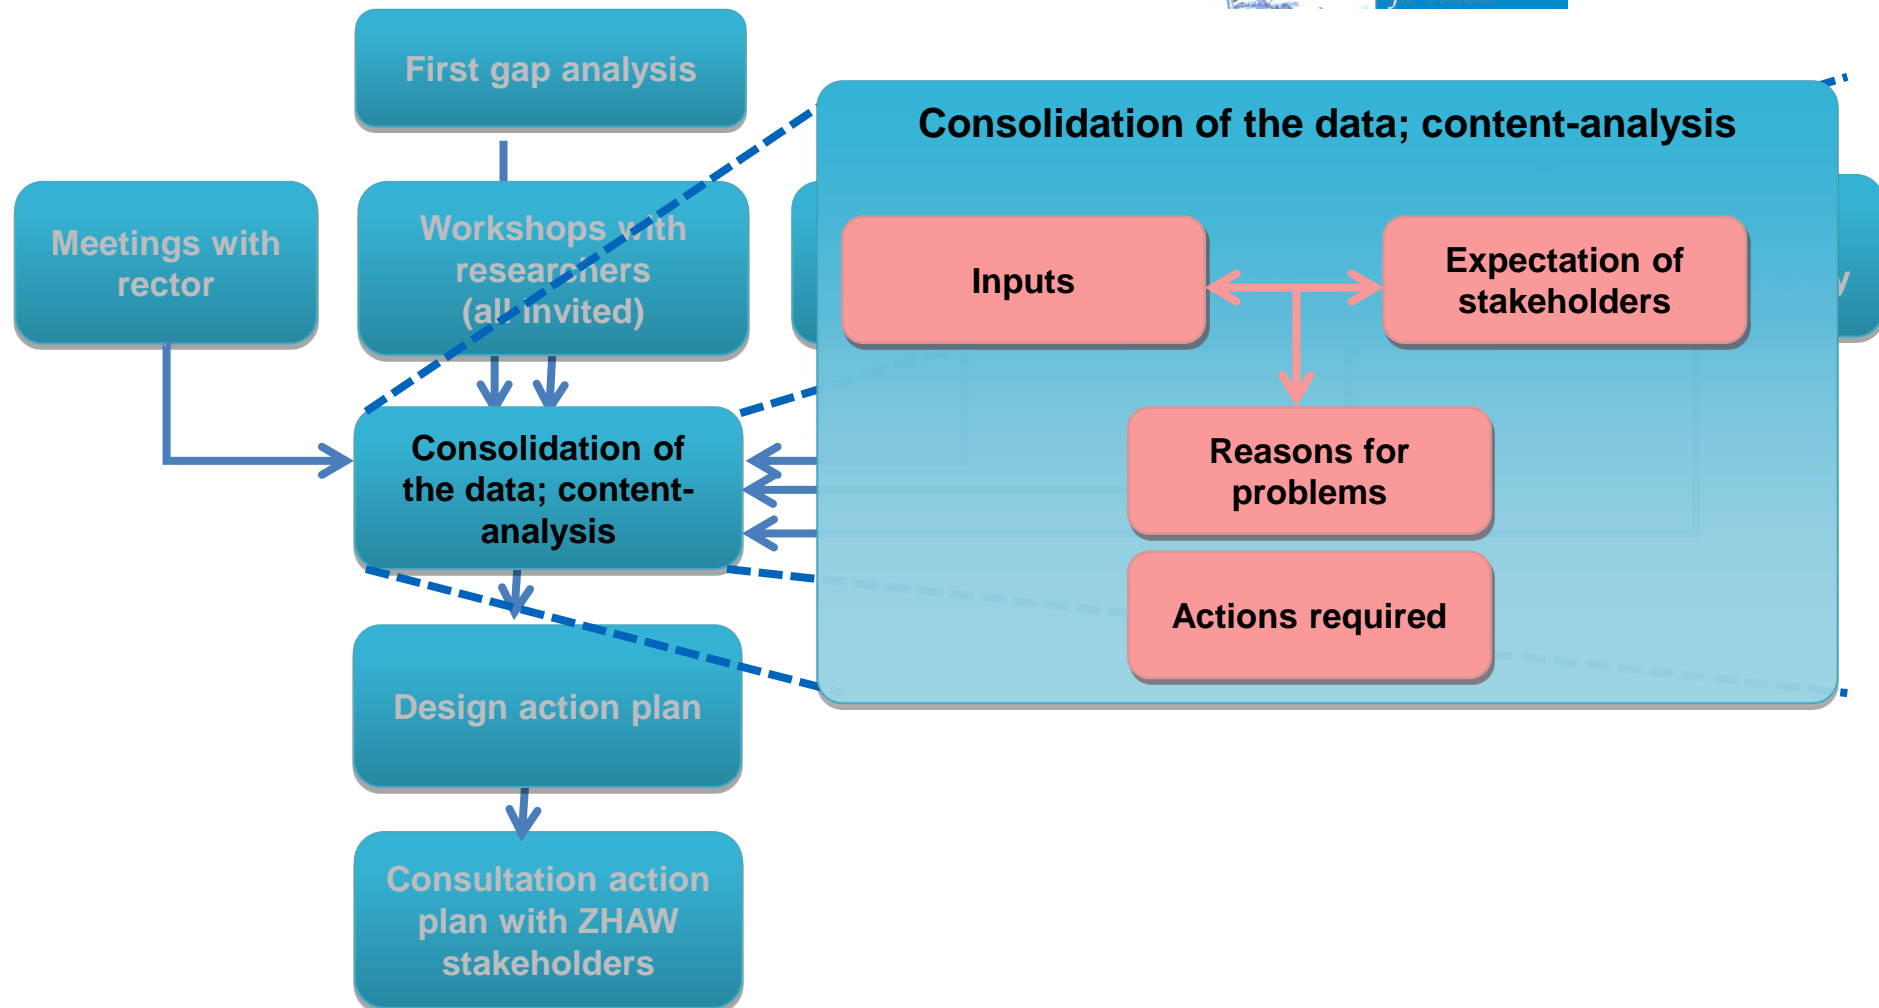 First gap analysis
Consolidation of the data; content-analysis
Meetings with
rector
Workshops with
researchers
(all invited)
Inputs
Expectation of
stakeholders
y
Reasons for
problems
Consolidation of
the data; content-
analysis
Actions required
Design action plan
Consultation action
plan with ZHAW
stakeholders